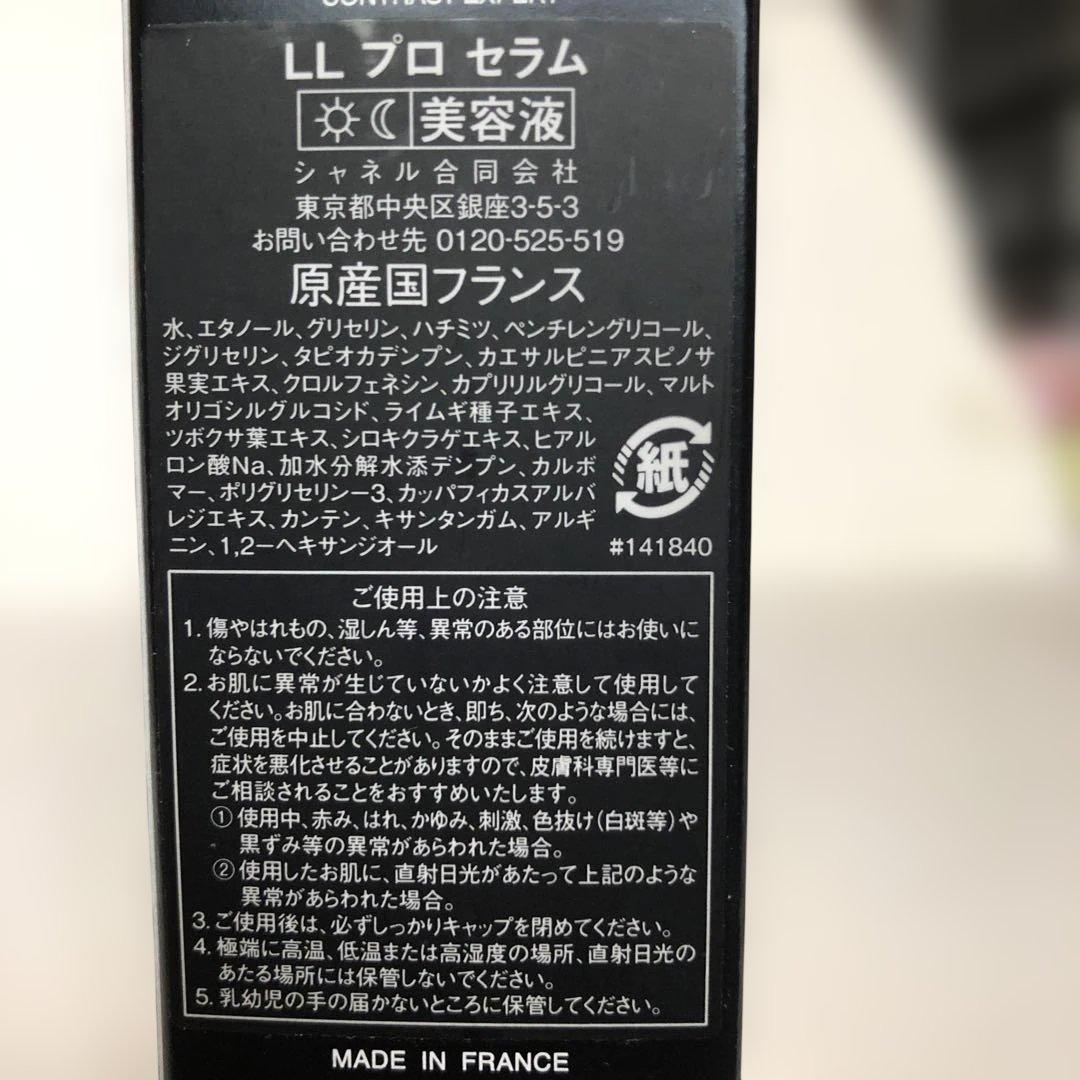 CONTRAST EXPERT
LL プロ セラム
美容液
シャネル合同会社
東京都中央区銀座3-5-3
お問い合わせ先 0120-525-519
原産国フランス
水、エタノール、グリセリン、ハチミツ、ペンチレングリコール、
ジグリセリン、タピオカデンプン、カエサルピニアスピノサ
果実エキス、クロルフェネシン、カプリリルグリコール、マルト
オリゴシルグルコシド、ライムギ種子エキス、
ツボクサ葉エキス、シロキクラゲエキス、ヒアル
ロン酸Na、加水分解水添デンプン、カルボ
マー、ポリグリセリンー3、カッパフィカスアルバ
レジエキス、カンテン、キサンタンガム、アルギ
ニン、1,2ーヘキサンジオール
紙
#141840
ご使用上の注意
1. 傷やはれもの、湿しん等、異常のある部位にはお使いに
ならないでください。
2. お肌に異常が生じていないかよく注意して使用して
ください。お肌に合わないとき、即ち、次のような場合には、
ご使用を中止してください。そのままご使用を続けますと、
症状を悪化させることがありますので、皮膚科専門医等に
ご相談されることをおすすめいたします。
① 使用中、赤み、はれ、かゆみ、刺激、色抜け(白斑等)や
黒ずみ等の異常があらわれた場合。
② 使用したお肌に、直射日光があたって上記のような
異常があらわれた場合。
3. ご使用後は、必ずしっかりキャップを閉めてください。
4. 極端に高温、低温または高湿度の場所、直射日光の
あたる場所には保管しないでください。
5. 乳幼児の手の届かないところに保管してください。
MADE IN FRANCE